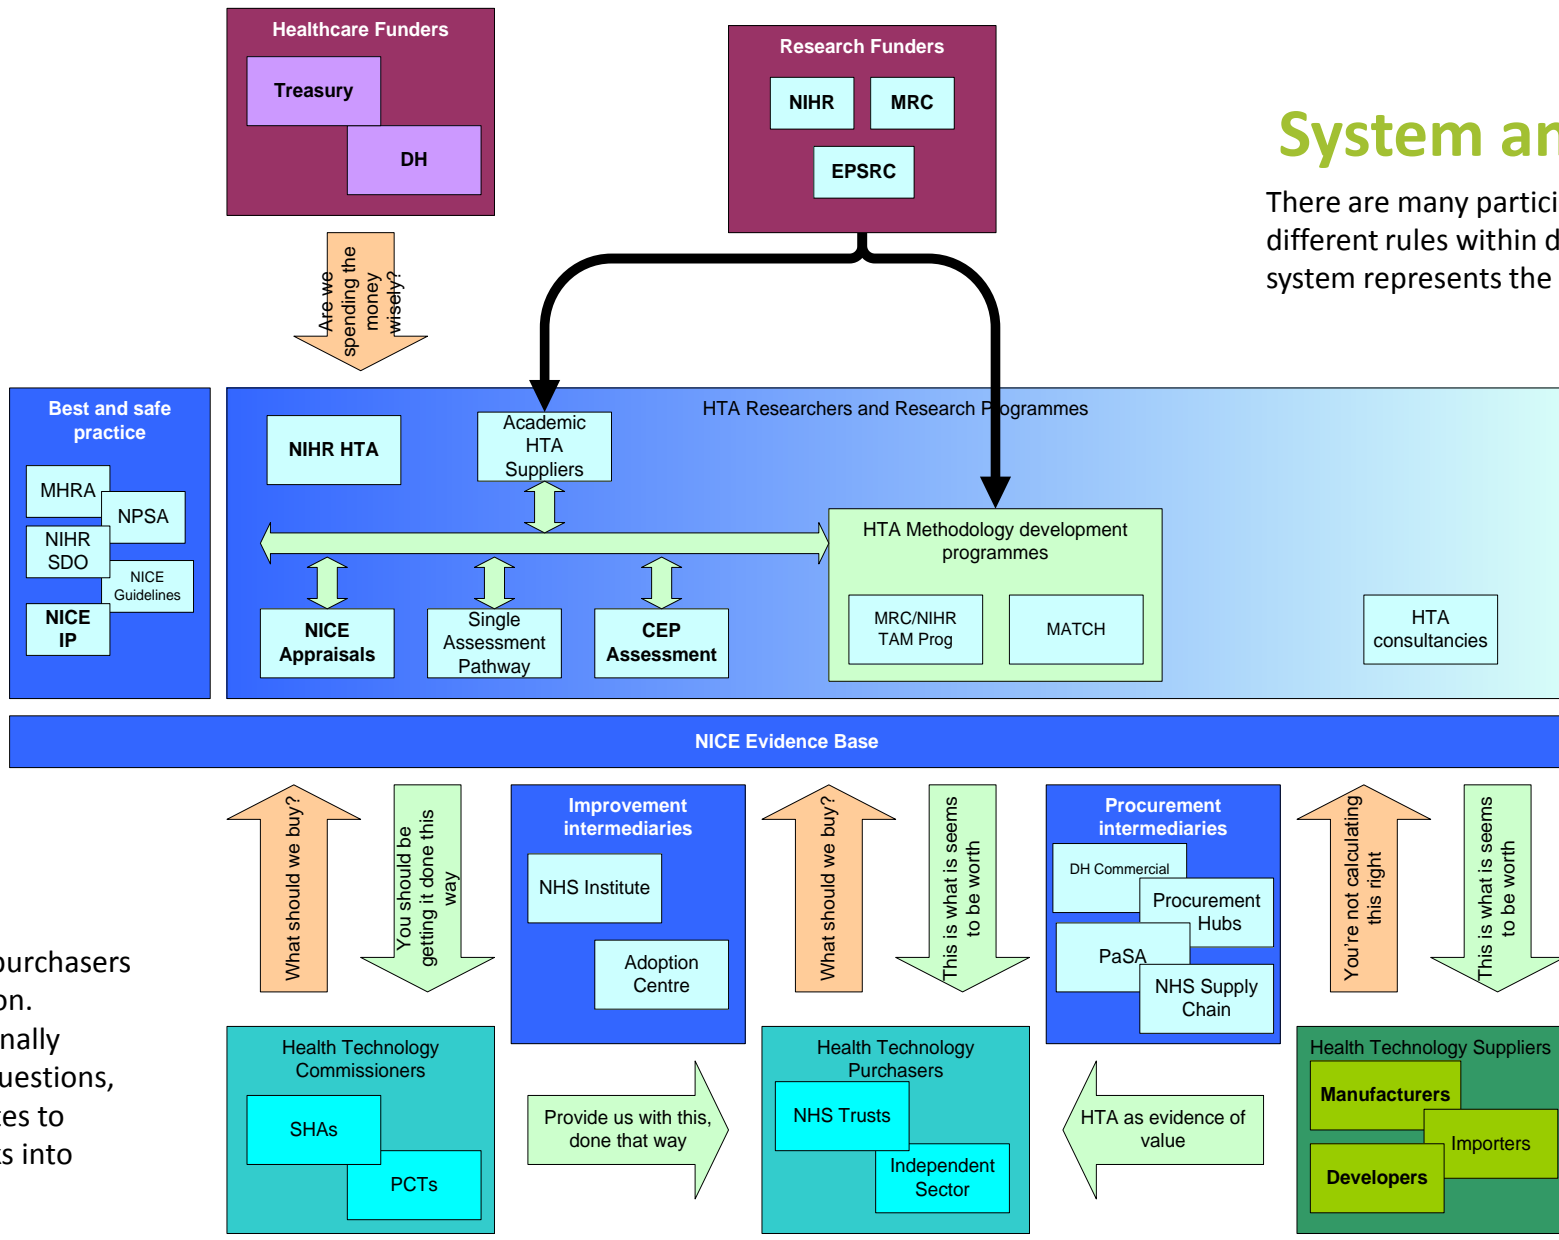 Healthcare Funders
Treasury
DH
Research Funders
NIHR
MRC
EPSRC
System an
There are many partici
different rules within d
system represents the
Are we
spending the
money
wisely?
Best and safe
practice
MHRA
NPSA
NIHR
SDO
NICE
Guidelines
NICE
IP
HTA Researchers and Research Programmes
NIHR HTA
Academic
HTA
Suppliers
NICE
Appraisals
Single
Assessment
Pathway
CEP
Assessment
HTA Methodology development
programmes
MRC/NIHR
TAM Prog
MATCH
HTA
consultancies
NICE Evidence Base
What should we buy?
You should be
getting it done this
way
Improvement
intermediaries
NHS Institute
Adoption
Centre
What should we buy?
This is what is seems
to be worth
Procurement
intermediaries
DH Commercial
Procurement
Hubs
PaSA
NHS Supply
Chain
You're not calculating
this right
This is what is seems
to be worth
purchasers
on.
nally
uestions,
tes to
ks into
Health Technology
Commissioners
SHAs
PCTs
Provide us with this,
done that way
Health Technology
Purchasers
NHS Trusts
Independent
Sector
HTA as evidence of
value
Health Technology Suppliers
Manufacturers
Importers
Developers